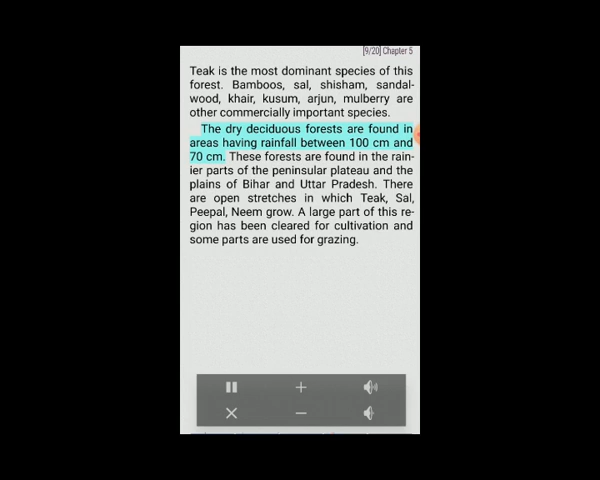 [9/20] Chapter 5
Teak is the most dominant species of this
forest. Bamboos, sal, shisham, sandal-
wood, khair, kusum, arjun, mulberry are
other commercially important species.
The dry deciduous forests are found in
areas having rainfall between 100 cm and
70 cm. These forests are found in the rain-
ier parts of the peninsular plateau and the
plains of Bihar and Uttar Pradesh. There
are open stretches in which Teak, Sal,
Peepal, Neem grow. A large part of this re-
gion has been cleared for cultivation and
some parts are used for grazing.